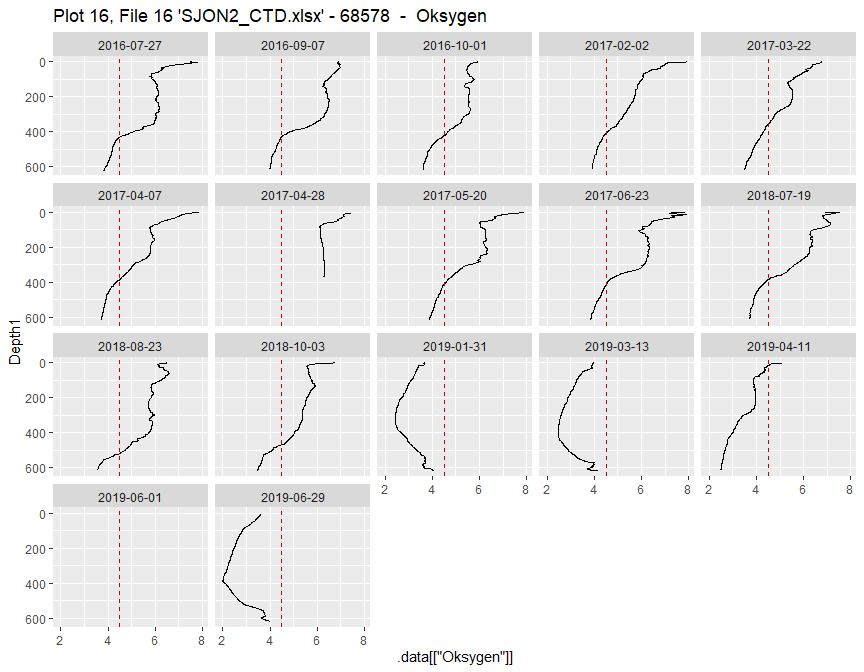 Plot 16, File 16 'SJON2_CTD.xlsx' - 68578  -  Oksygen
2016-07-27 2016-09-07 2016-10-01 2017-02-02 2017-03-22
0
200
400
600
2017-04-07 2017-04-28 2017-05-20 2017-06-23 2018-07-19
0
200
400
600
Depth1
2018-08-23 2018-10-03 2019-01-31 2019-03-13 2019-04-11
0
200
400
600
2 4 6 8 2 4 6 8 2 4 6 8
2019-06-01 2019-06-29
0
200
400
600
2 4 6 8 2 4 6 8
.data[["Oksygen"]]